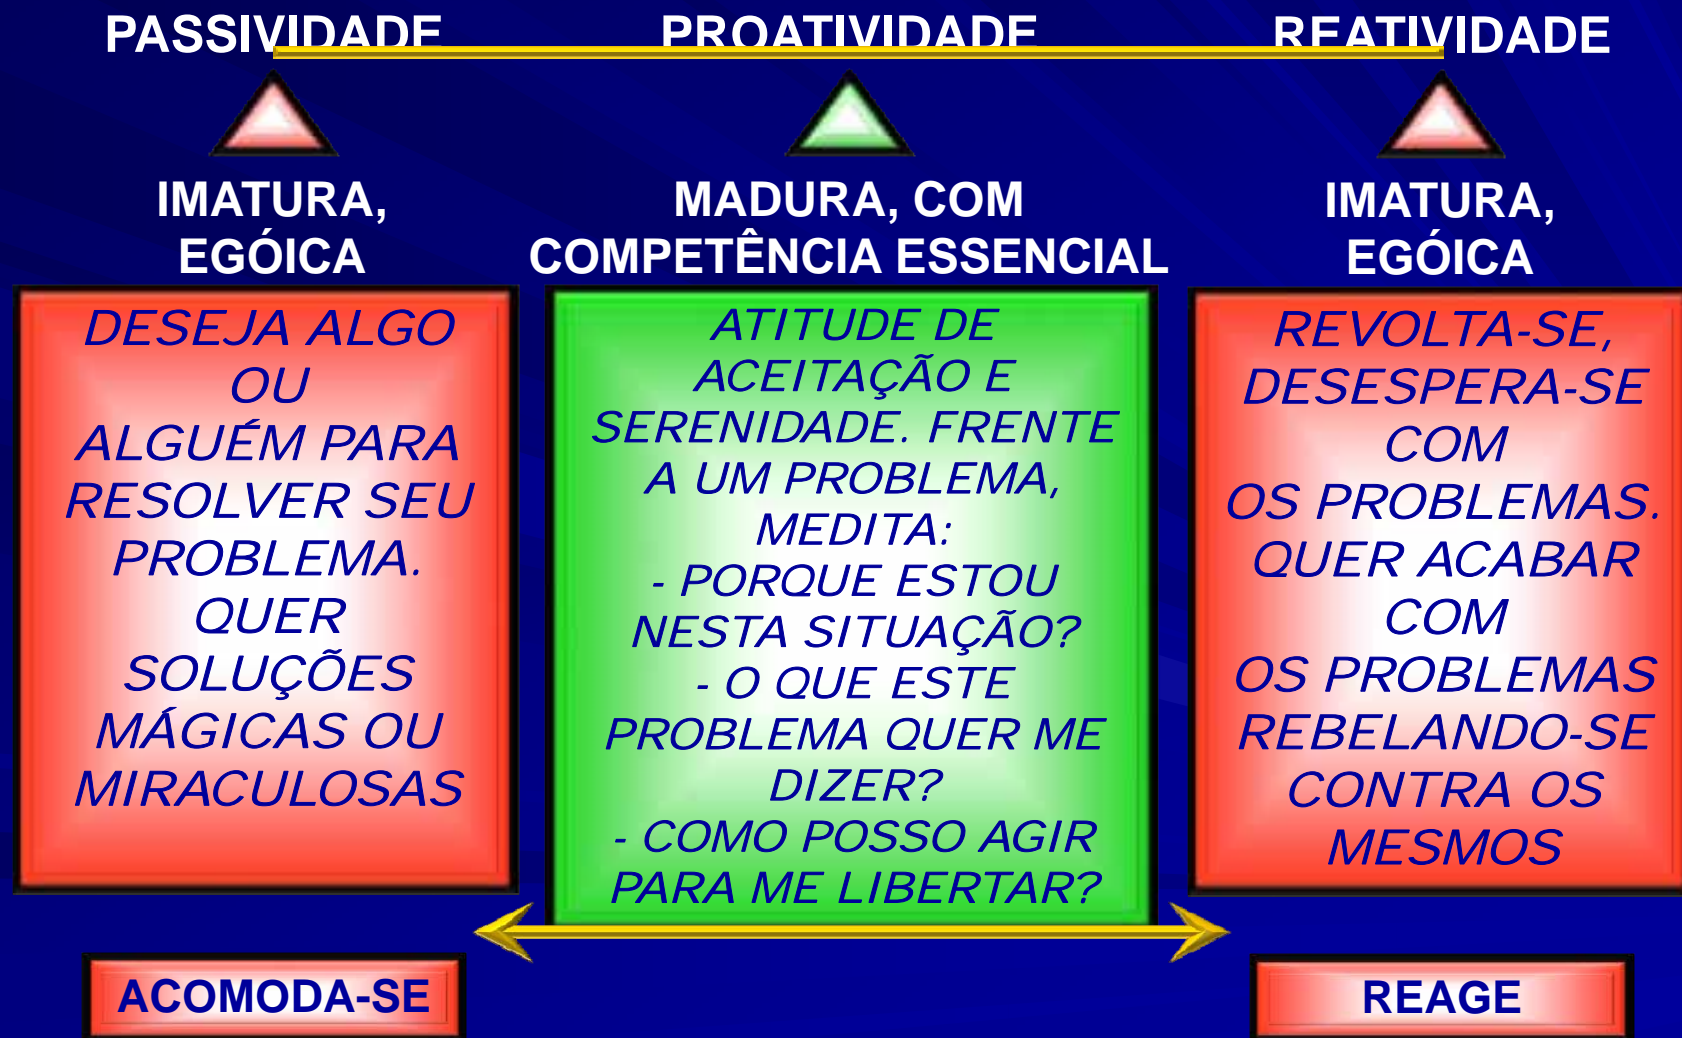 PASSIVIDADE
IMATURA,
EGÓICA
DESEJA ALGO
OU
ALGUÉM PARA
RESOLVER SEU
PROBLEMA.
QUER
SOLUÇÕES
MÁGICAS OU
MIRACULOSAS
ACOMODA-SE
PROATIVIDADE
MADURA, COM
COMPETÊNCIA ESSENCIAL
ATITUDE DE
ACEITAÇÃO E
SERENIDADE. FRENTE
A UM PROBLEMA,
MEDITA:
- PORQUE ESTOU
NESTA SITUAÇÃO?
- O QUE ESTE
PROBLEMA QUER ME
DIZER?
- COMO POSSO AGIR
PARA ME LIBERTAR?
REATIVIDADE
IMATURA,
EGÓICA
REVOLTA-SE,
DESESPERA-SE
COM
OS PROBLEMAS.
QUER ACABAR
COM
OS PROBLEMAS
REBELANDO-SE
CONTRA OS
MESMOS
REAGE